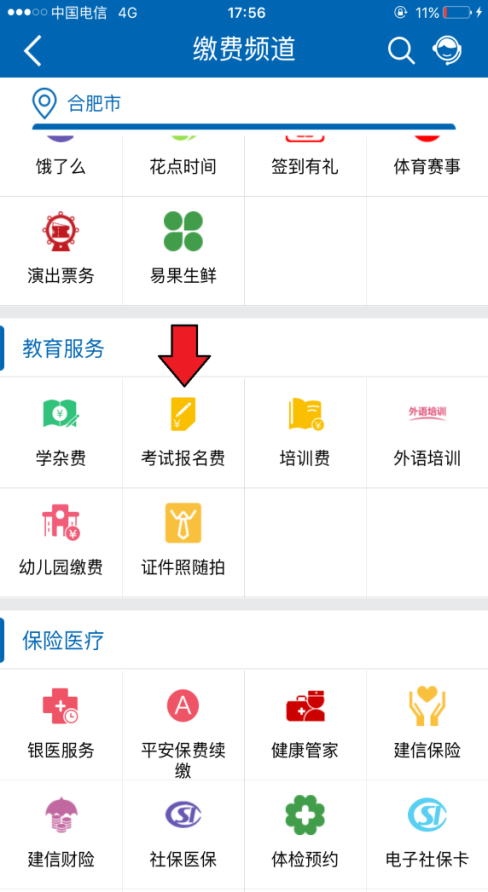 中国电信 4G 17:56 11%
缴费频道
合肥市
饿了么 花点时间 签到有礼 体育赛事
演出票务 易果生鲜
教育服务
外语培训
学杂费 考试报名费 培训费 外语培训
幼儿园缴费 证件照随拍
保险医疗
A
银医服务 平安保费续 健康管家 建信保险
缴
SI SI
建信财险 社保医保 体检预约 电子社保卡